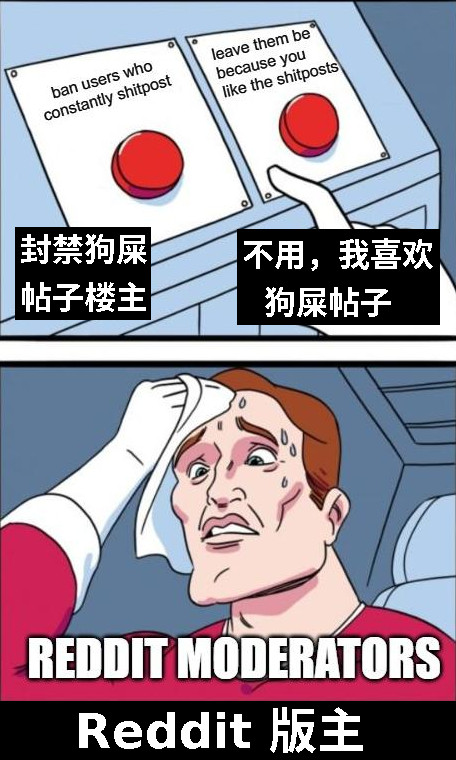 ban users who
constantly shitpost
leave them be
because you
like the shitposts
封禁狗屎
帖子楼主
不用，我喜欢
狗屎帖子
REDDIT MODERATORS
Reddit 版主